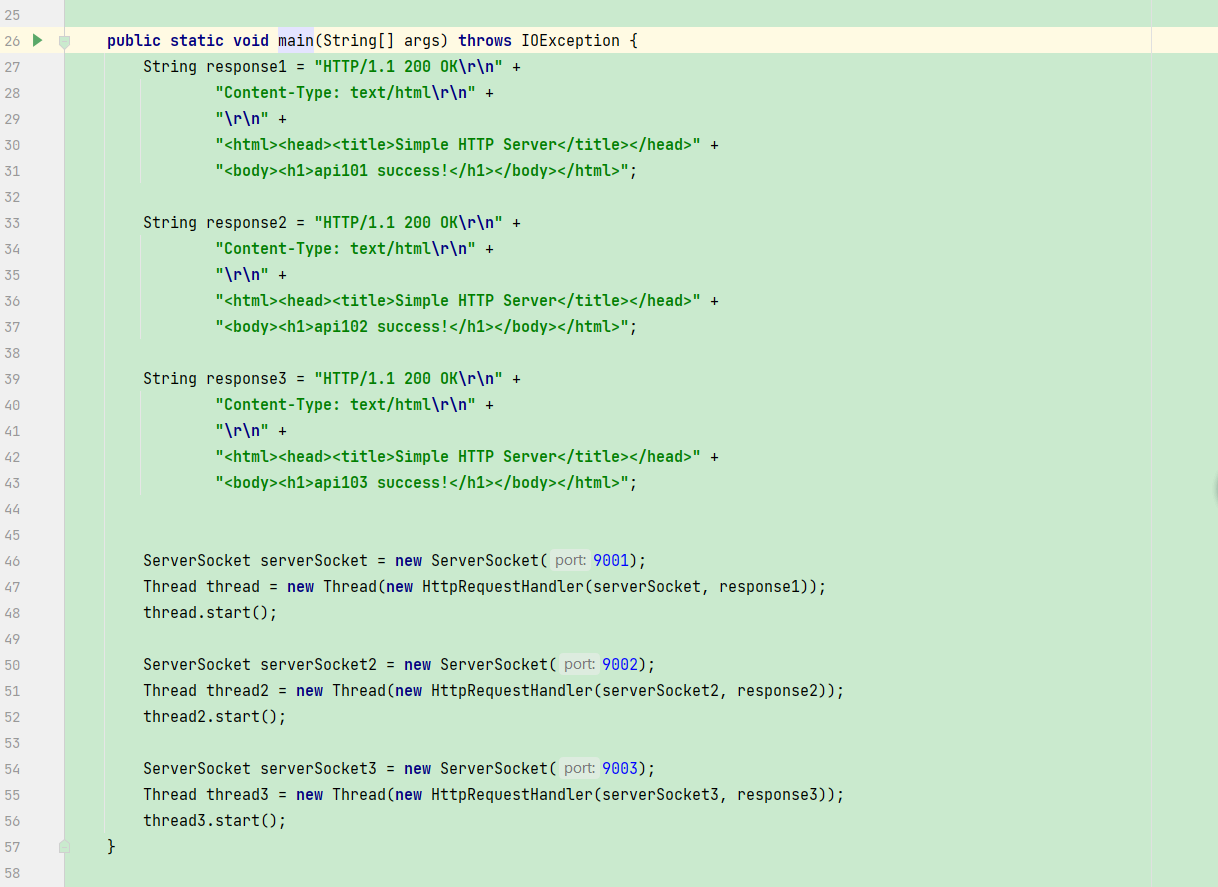 25
26 public static void main(String[] args) throws IOException {
27 String response1 = "HTTP/1.1 200 OK\r\n" +
28 "Content-Type: text/html\r\n" +
29 "\r\n" +
30 "<html><head><title>Simple HTTP Server</title></head>" +
31 "<body><h1>api101 success!</h1></body></html>";
32
33 String response2 = "HTTP/1.1 200 OK\r\n" +
34 "Content-Type: text/html\r\n" +
35 "\r\n" +
36 "<html><head><title>Simple HTTP Server</title></head>" +
37 "<body><h1>api102 success!</h1></body></html>";
38
39 String response3 = "HTTP/1.1 200 OK\r\n" +
40 "Content-Type: text/html\r\n" +
41 "\r\n" +
42 "<html><head><title>Simple HTTP Server</title></head>" +
43 "<body><h1>api103 success!</h1></body></html>";
44
45
46 ServerSocket serverSocket = new ServerSocket( port: 9001);
47 Thread thread = new Thread(new HttpRequestHandler(serverSocket, response1));
48 thread.start();
49
50 ServerSocket serverSocket2 = new ServerSocket( port: 9002);
51 Thread thread2 = new Thread(new HttpRequestHandler(serverSocket2, response2));
52 thread2.start();
53
54 ServerSocket serverSocket3 = new ServerSocket( port: 9003);
55 Thread thread3 = new Thread(new HttpRequestHandler(serverSocket3, response3));
56 thread3.start();
57 }
58